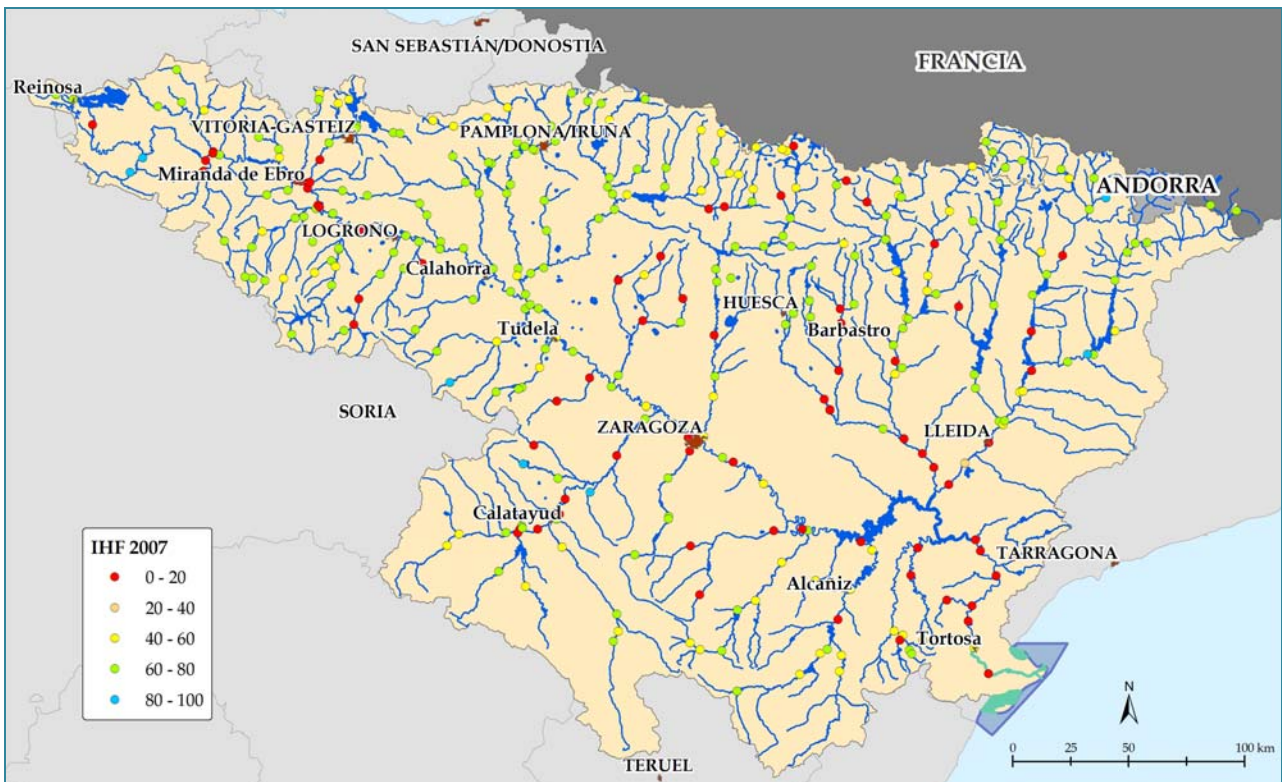 SAN SEBASTIÁN/DONOSTIA
FRANCIA
Reinosa
VITORIA-GASTEIZ
PAMPLONA/IRUÑA
Miranda de Ebro
ANDORRA
LOGROÑO
Calahorra
HUESCA
Tudela
Barbastro
SORIA
ZARAGOZA
LLEIDA
Calatayud
TARRAGONA
Alcañiz
Tortosa
TERUEL
IHF 2007
0 - 20
20 - 40
40 - 60
60 - 80
80 - 100
N
0 25 50 100 km